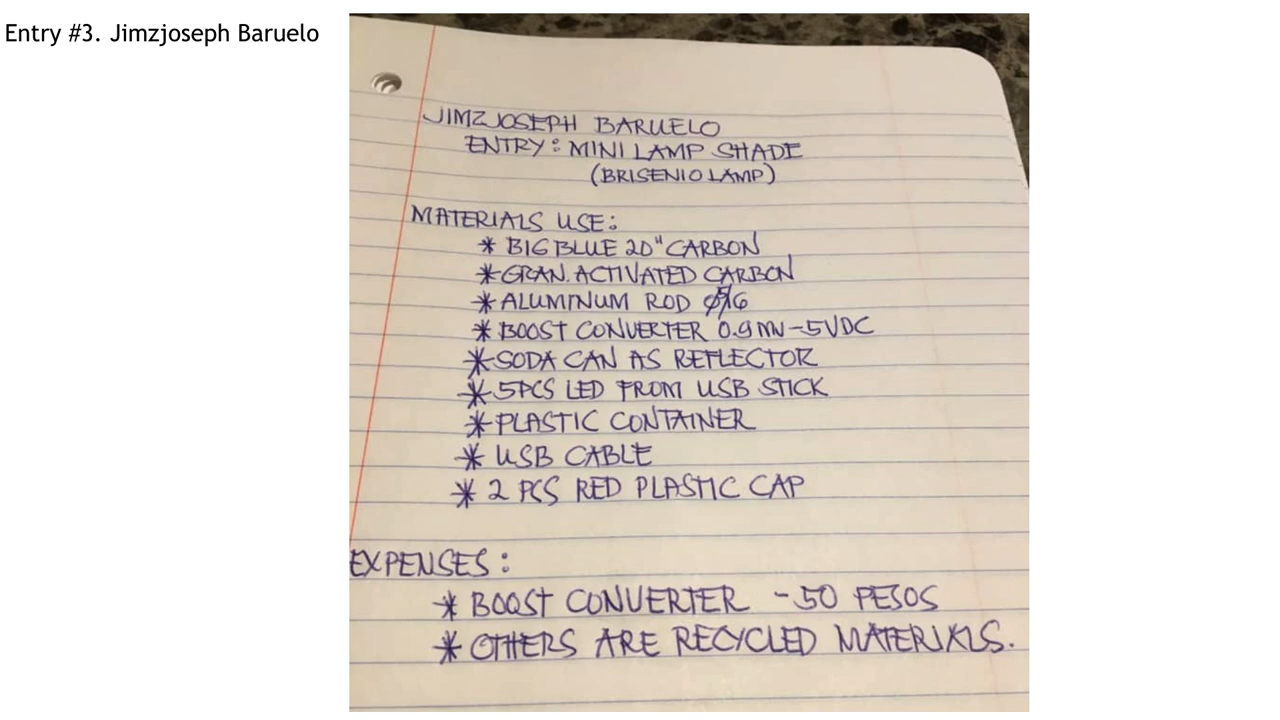 Entry #3. Jimzjoseph Baruelo
JIMZJOSEPH BARUELO
ENTRY: MINI LAMP SHADE
(BRISENIO LAMP)
MATERIALS USE:
* BIG BLUE 20" CARBON
* GRAN. ACTIVATED CARBON
* ALUMINUM ROD
* BOOST CONVERTER 0.9 - 5VDC
* SODA CAN AS REFLECTOR
* 5PCS LED FROM USB STICK
* PLASTIC CONTAINER
* USB CABLE
* 2 PCS RED PLASTIC CAP
EXPENSES:
* BOOST CONVERTER - 50 PESOS
* OTHERS ARE RECYCLED MATERIALS.